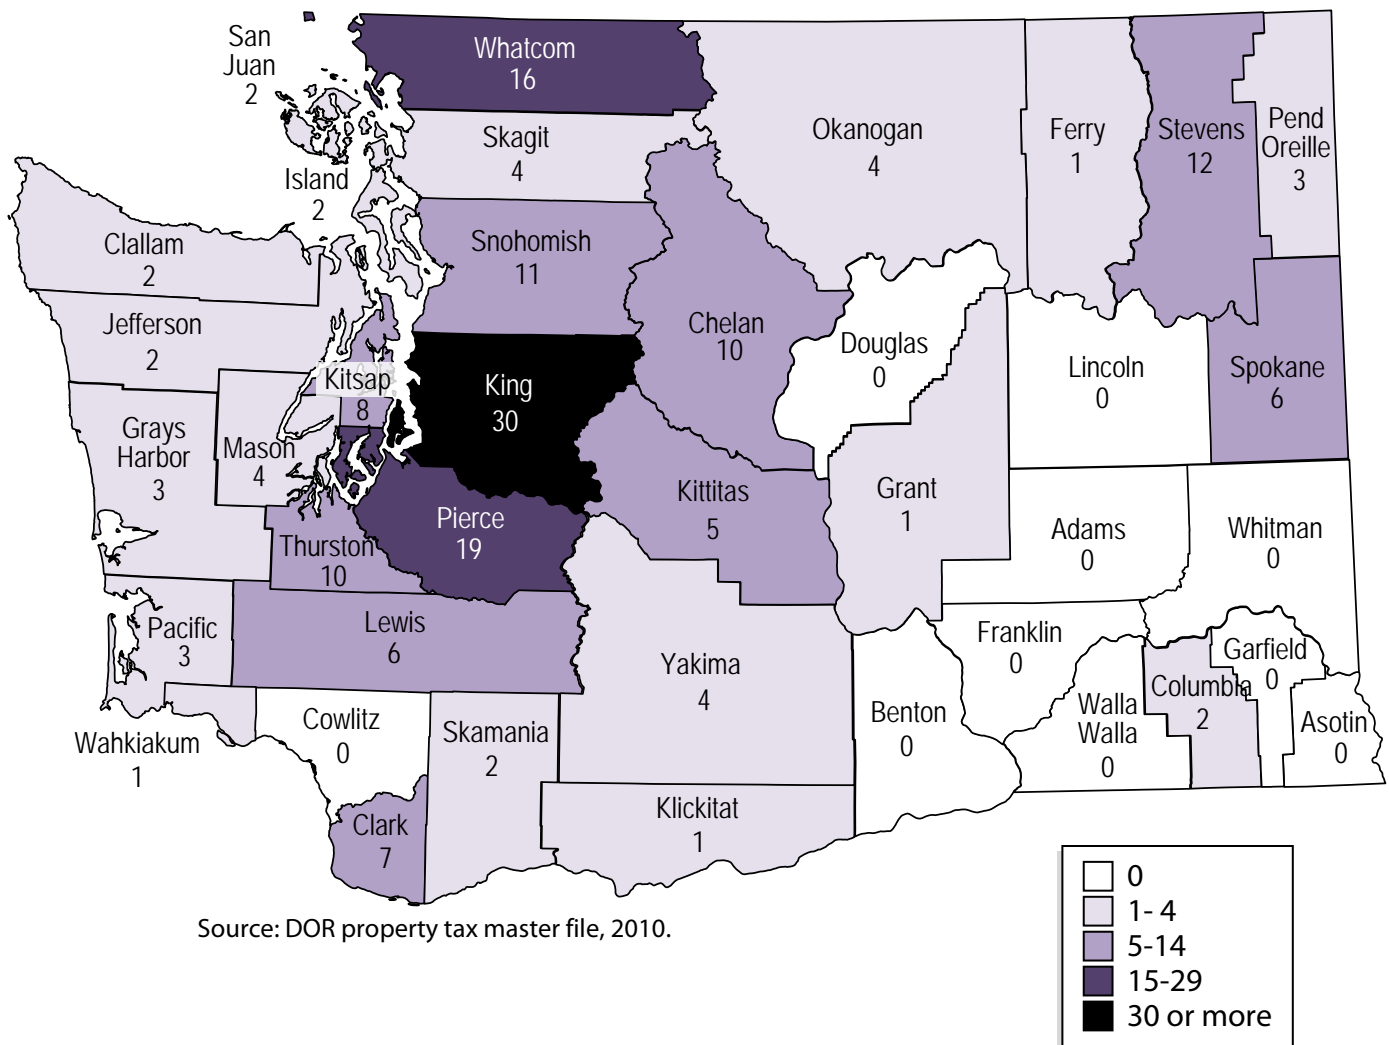 San
Juan
2
Whatcom
16
Skagit
4
Okanogan
4
Ferry
1
Stevens
12
Pend
Oreille
3
Island
2
Clallam
2
Snohomish
11
Jefferson
2
Chelan
10
Douglas
0
Lincoln
0
Spokane
6
Kitsap
8
King
30
Grays
Harbor
3
Mason
4
Kittitas
5
Grant
1
Adams
0
Whitman
0
Pierce
19
Thurston
10
Pacific
3
Lewis
6
Yakima
4
Franklin
0
Garfield
0
Columbia
2
Walla
Walla
0
Benton
0
Asotin
0
Wahkiakum
1
Cowlitz
0
Skamania
2
Klickitat
1
Clark
7
Source: DOR property tax master file, 2010.
0
1- 4
5-14
15-29
30 or more